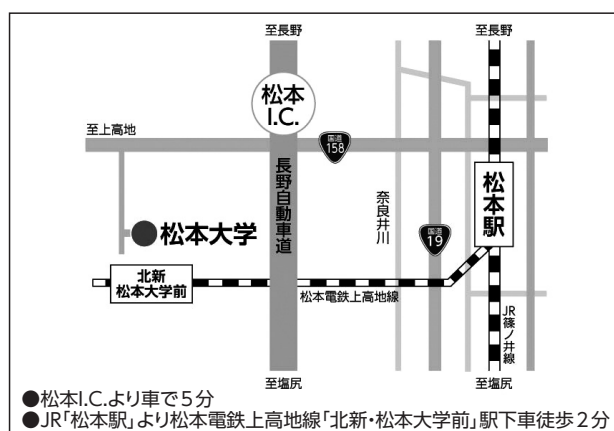 至長野
至長野
松本
I.C.
至上高地
国道
158
長野自動車道
奈良井川
国道
19
松本駅
松本大学
北新
松本大学前
松本電鉄上高地線
JR篠ノ井線
至塩尻
至塩尻
●松本I.C.より車で5分
●JR「松本駅」より松本電鉄上高地線「北新・松本大学前」駅下車徒歩2分